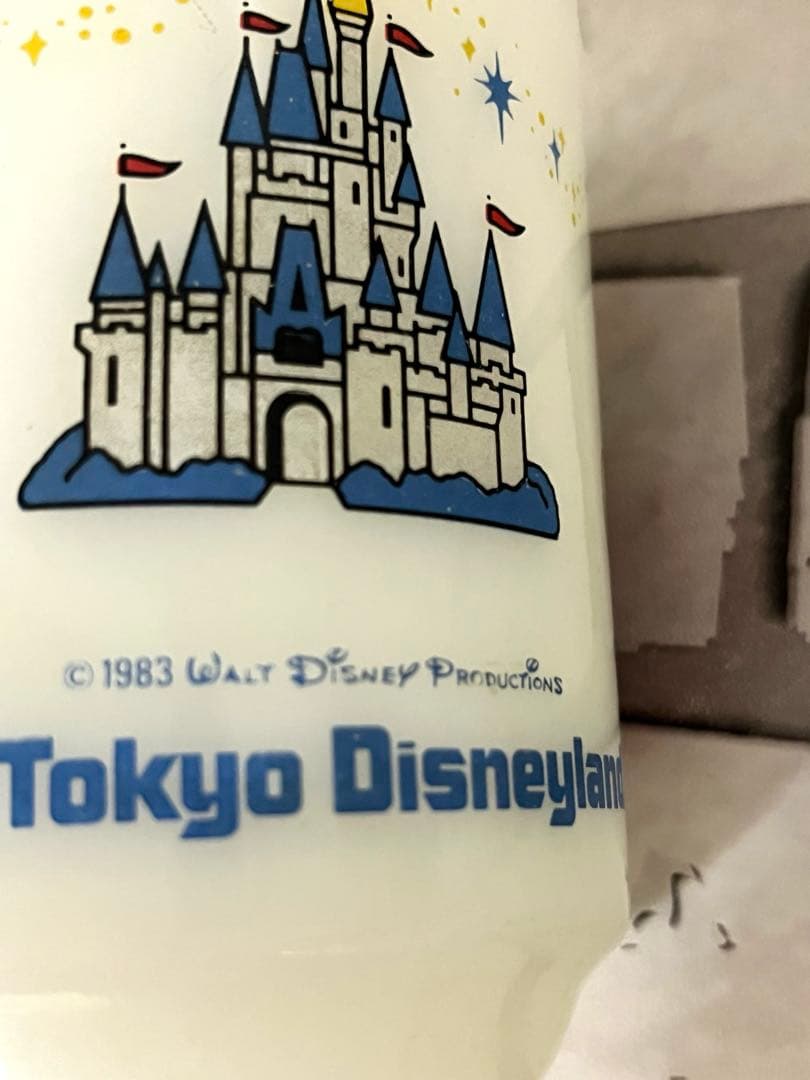 © 1983 WALT DISNEY PRODUCTIONS
Tokyo Disneyland